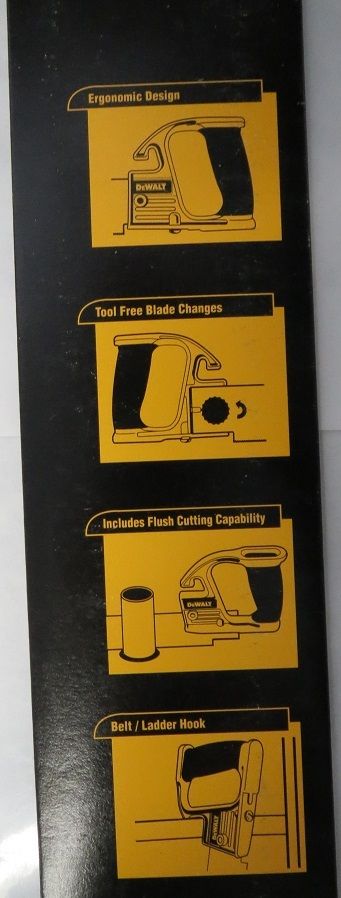 Ergonomic Design
DeWALT
Tool Free Blade Changes
Includes Flush Cutting Capability
DeWALT
Belt / Ladder Hook